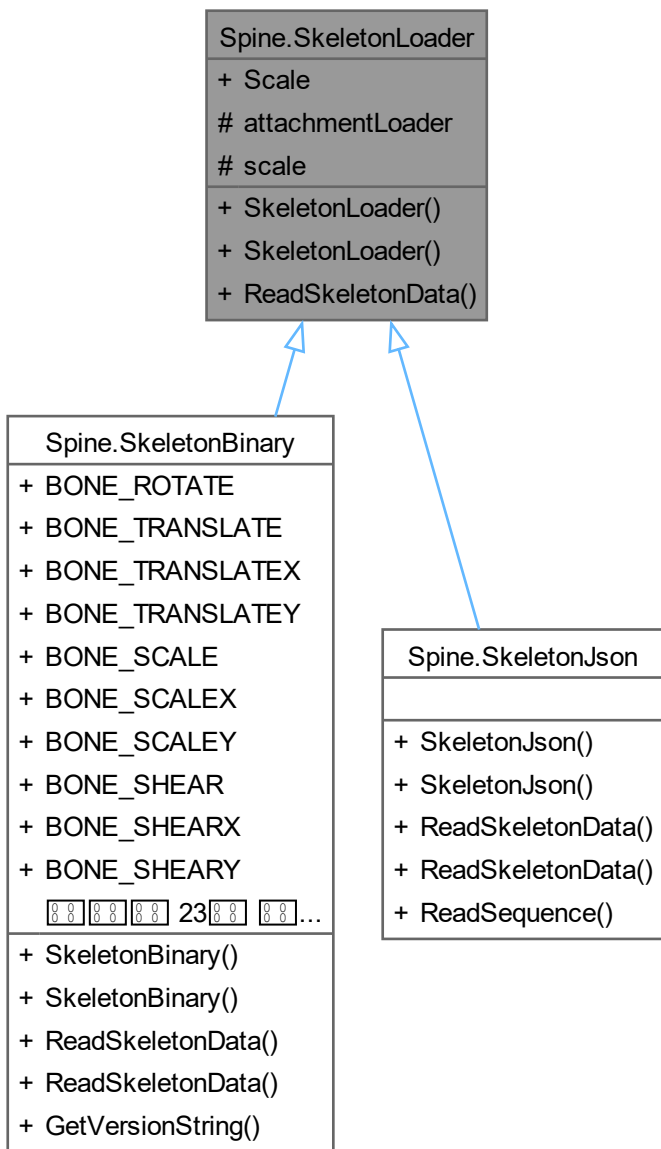 Spine.SkeletonLoader
+ Scale
# attachmentLoader
# scale
+ SkeletonLoader()
+ SkeletonLoader()
+ ReadSkeletonData()
Spine.SkeletonBinary
+ BONE_ROTATE
+ BONE_TRANSLATE
+ BONE_TRANSLATEX
+ BONE_TRANSLATEY
+ BONE_SCALE
+ BONE_SCALEX
+ BONE_SCALEY
+ BONE_SHEAR
+ BONE_SHEARX
+ BONE_SHEARY
23 ...
+ SkeletonBinary()
+ SkeletonBinary()
+ ReadSkeletonData()
+ ReadSkeletonData()
+ GetVersionString()
Spine.SkeletonJson
+ SkeletonJson()
+ SkeletonJson()
+ ReadSkeletonData()
+ ReadSkeletonData()
+ ReadSequence()